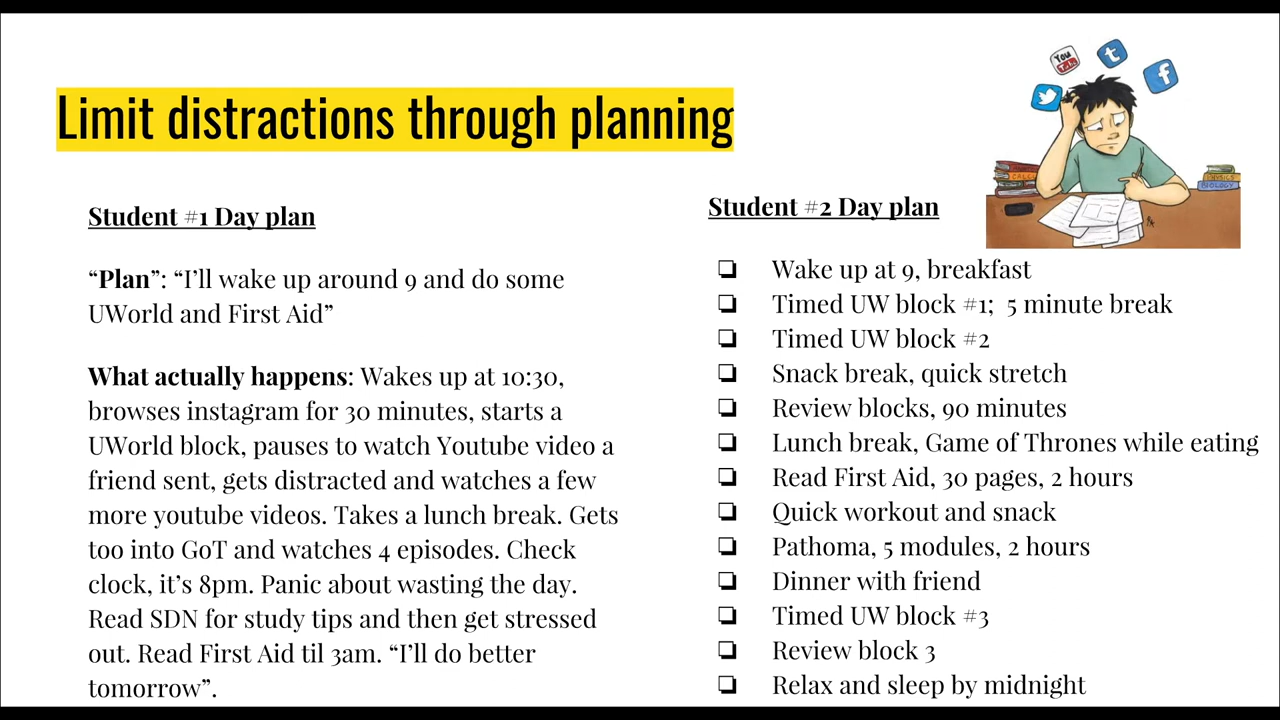 Limit distractions through planning
You
Tube
Student #1 Day plan
“Plan”: “I’ll wake up around 9 and do some
UWorld and First Aid”
What actually happens: Wakes up at 10:30,
browses instagram for 30 minutes, starts a
UWorld block, pauses to watch Youtube video a
friend sent, gets distracted and watches a few
more youtube videos. Takes a lunch break. Gets
too into GoT and watches 4 episodes. Check
clock, it’s 8pm. Panic about wasting the day.
Read SDN for study tips and then get stressed
out. Read First Aid til 3am. “I’ll do better
tomorrow”.
PHYSICS
BIOLOGY
Student #2 Day plan
Wake up at 9, breakfast
Timed UW block #1;  5 minute break
Timed UW block #2
Snack break, quick stretch
Review blocks, 90 minutes
Lunch break, Game of Thrones while eating
Read First Aid, 30 pages, 2 hours
Quick workout and snack
Pathoma, 5 modules, 2 hours
Dinner with friend
Timed UW block #3
Review block 3
Relax and sleep by midnight